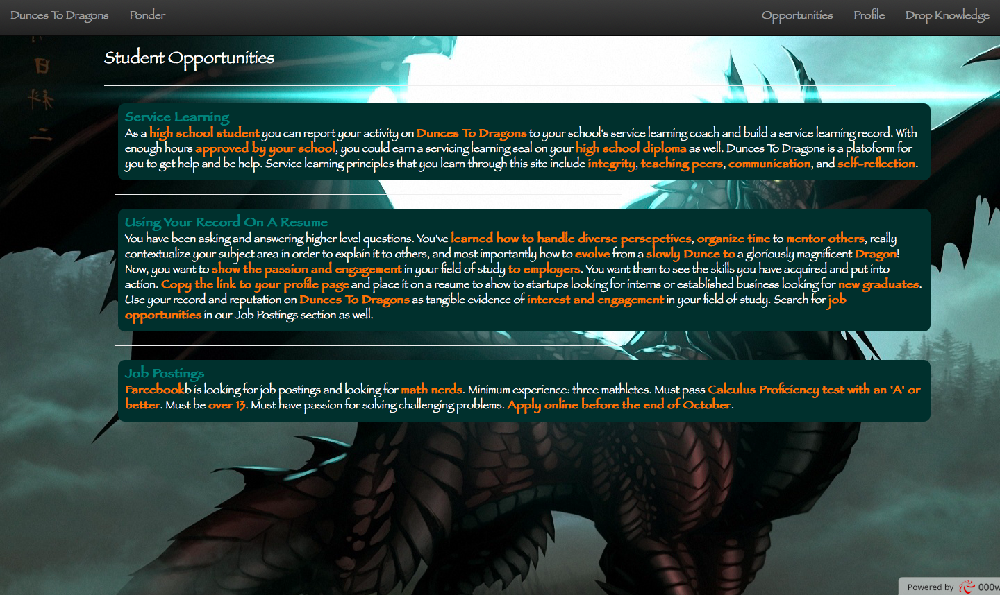 Dunces To Dragons Ponder Opportunities Profile Drop Knowledge
Student Opportunities
日
二
Service Learning
As a high school student you can report your activity on Dunces To Dragons to your school's service learning coach and build a service learning record. With
enough hours approved by your school, you could earn a servicing learning seal on your high school diploma as well. Dunces To Dragons is a platoform for
you to get help and be help. Service learning principles that you learn through this site include integrity, teaching peers, communication, and self-reflection.
Using Your Record On A Resume
You have been asking and answering higher level questions. You've learned how to handle diverse persepctives, organize time to mentor others, really
contextualize your subject area in order to explain it to others, and most importantly how to evolve from a slowly Dunce to a gloriously magnificent Dragon!
Now, you want to show the passion and engagement in your field of study to employers. You want them to see the skills you have acquired and put into
action. Copy the link to your profile page and place it on a resume to show to startups looking for interns or established business looking for new graduates.
Use your record and reputation on Dunces To Dragons as tangible evidence of interest and engagement in your field of study. Search for job
opportunities in our Job Postings section as well.
Job Postings
Farcebookb is looking for job postings and looking for math nerds. Minimum experience: three mathletes. Must pass Calculus Proficiency test with an 'A' or
better. Must be over 13. Must have passion for solving challenging problems. Apply online before the end of October.
Powered by 000w